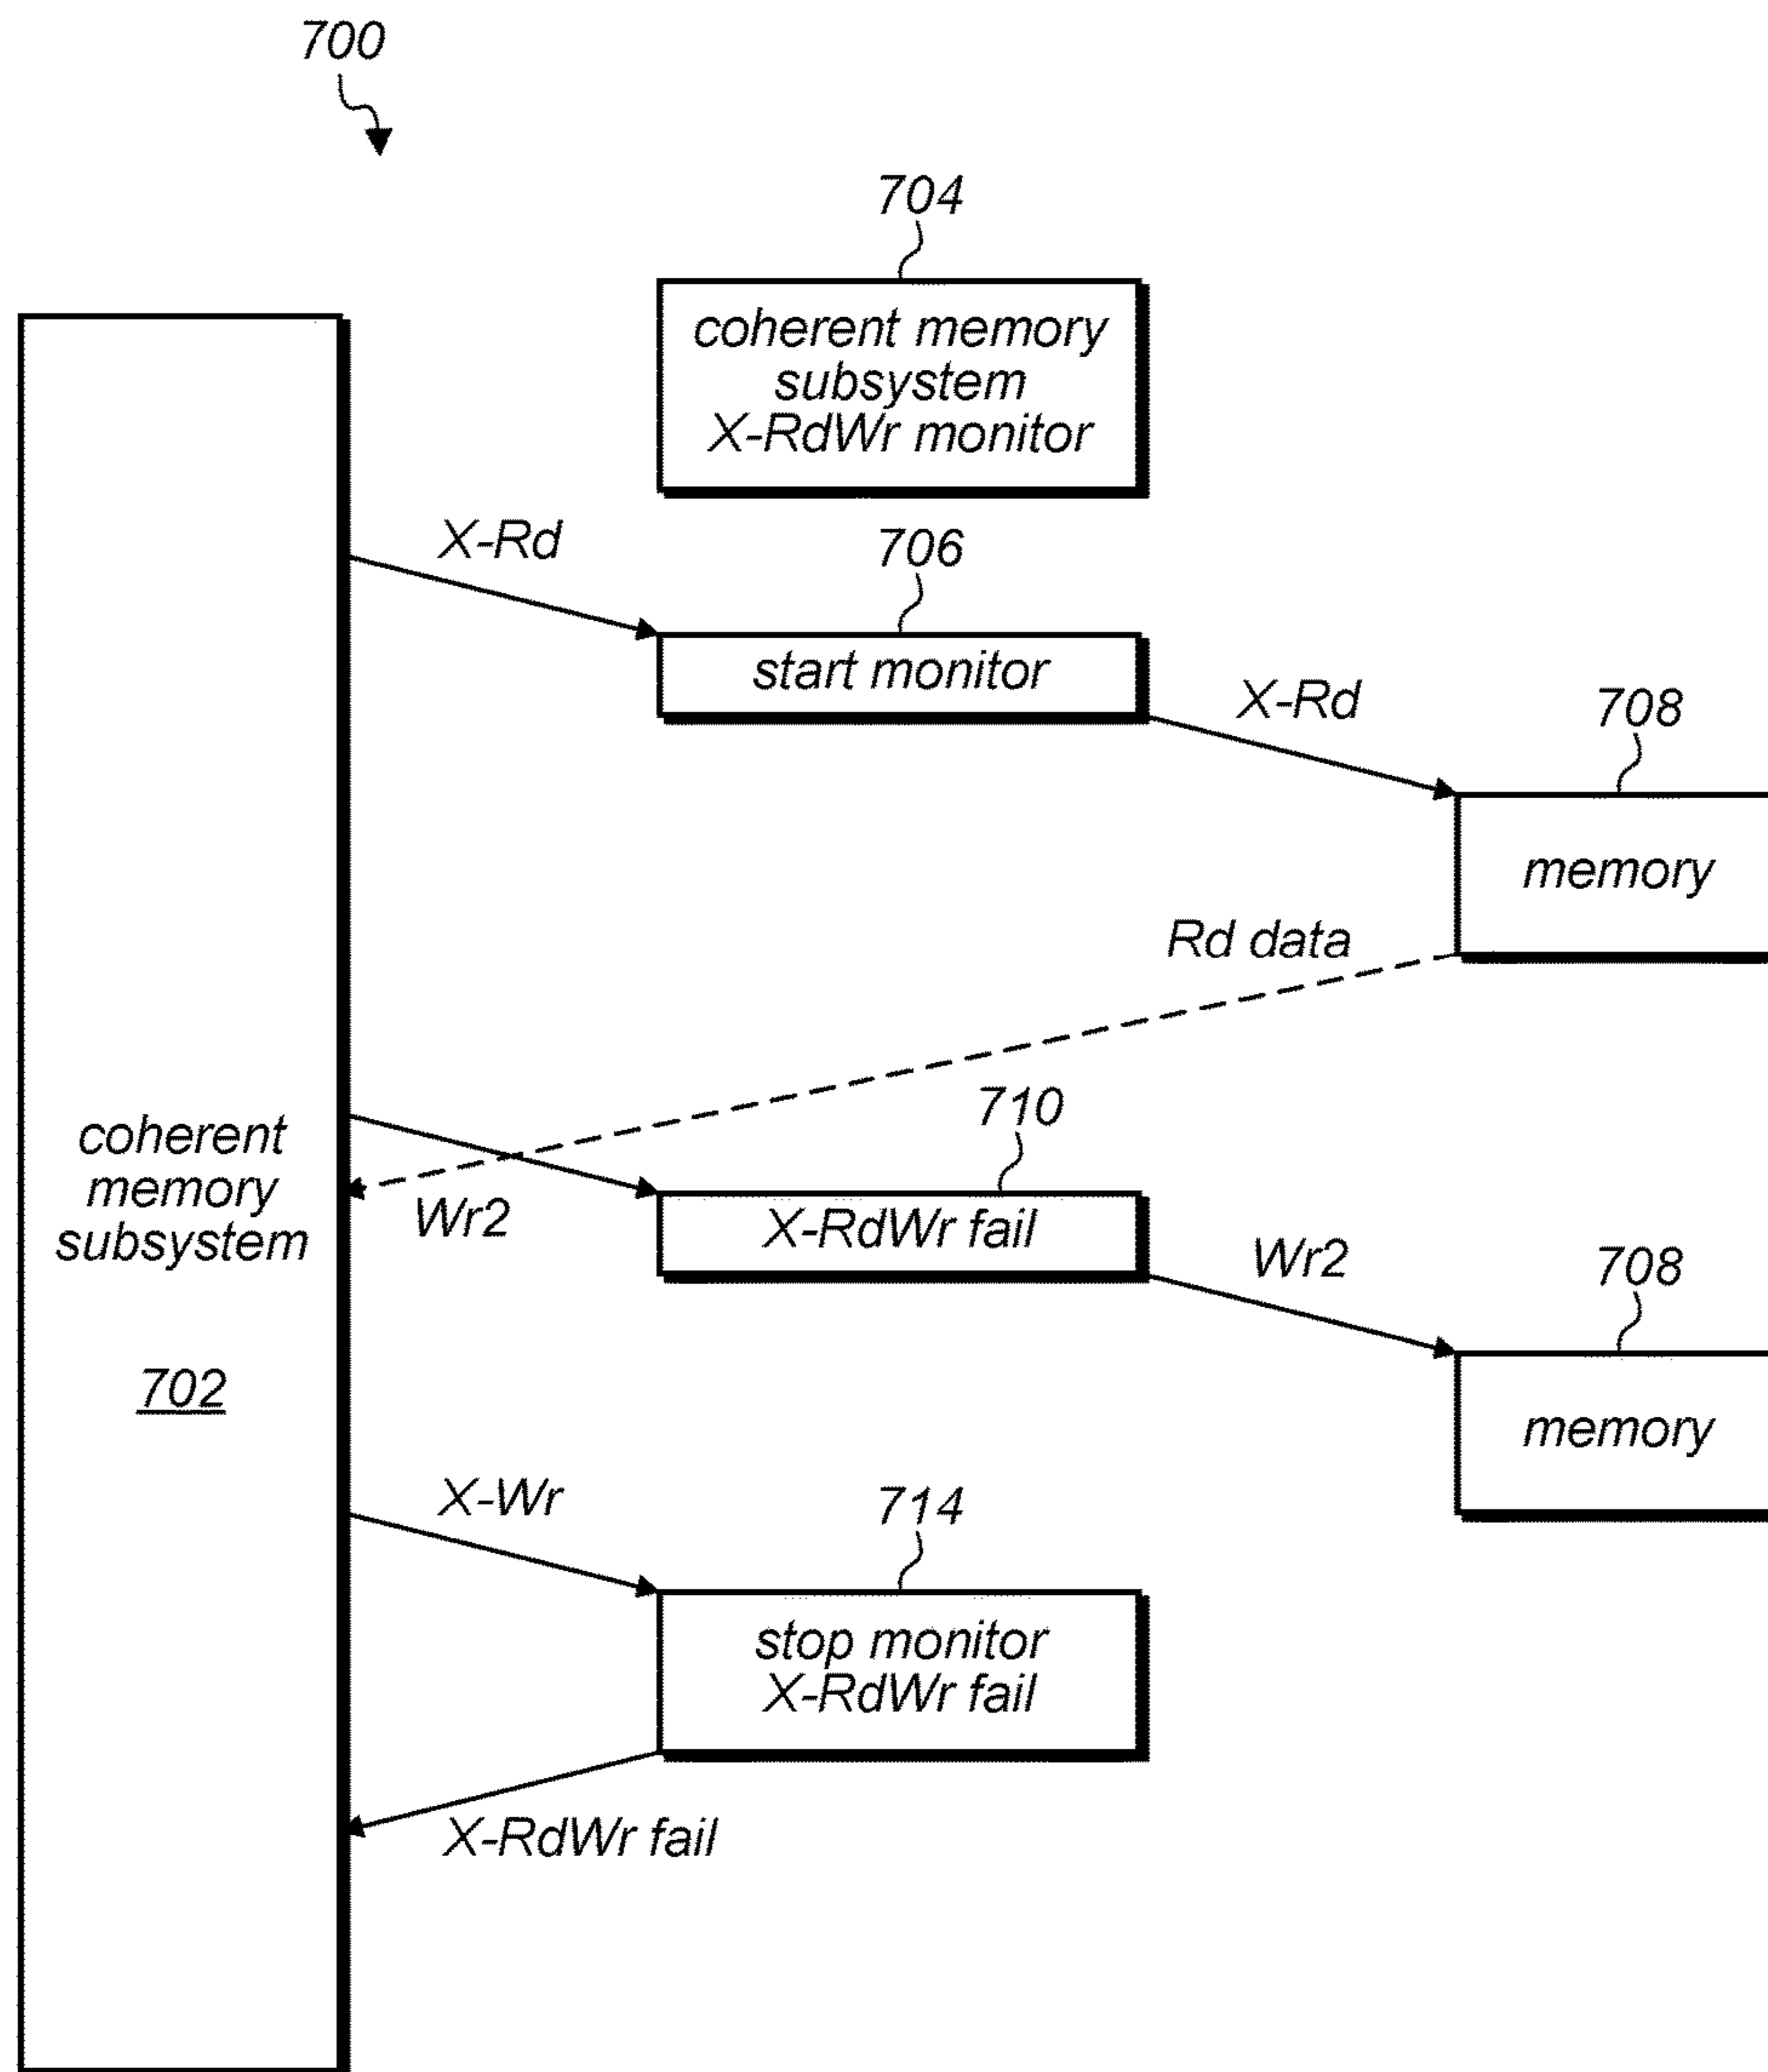 700
704
coherent memory
subsystem
X-RdWr monitor
X-Rd
706
start monitor
X-Rd
708
memory
Rd data
710
coherent
memory
subsystem
702
Wr2
X-RdWr fail
Wr2
708
memory
X-Wr
714
stop monitor
X-RdWr fail
X-RdWr fail